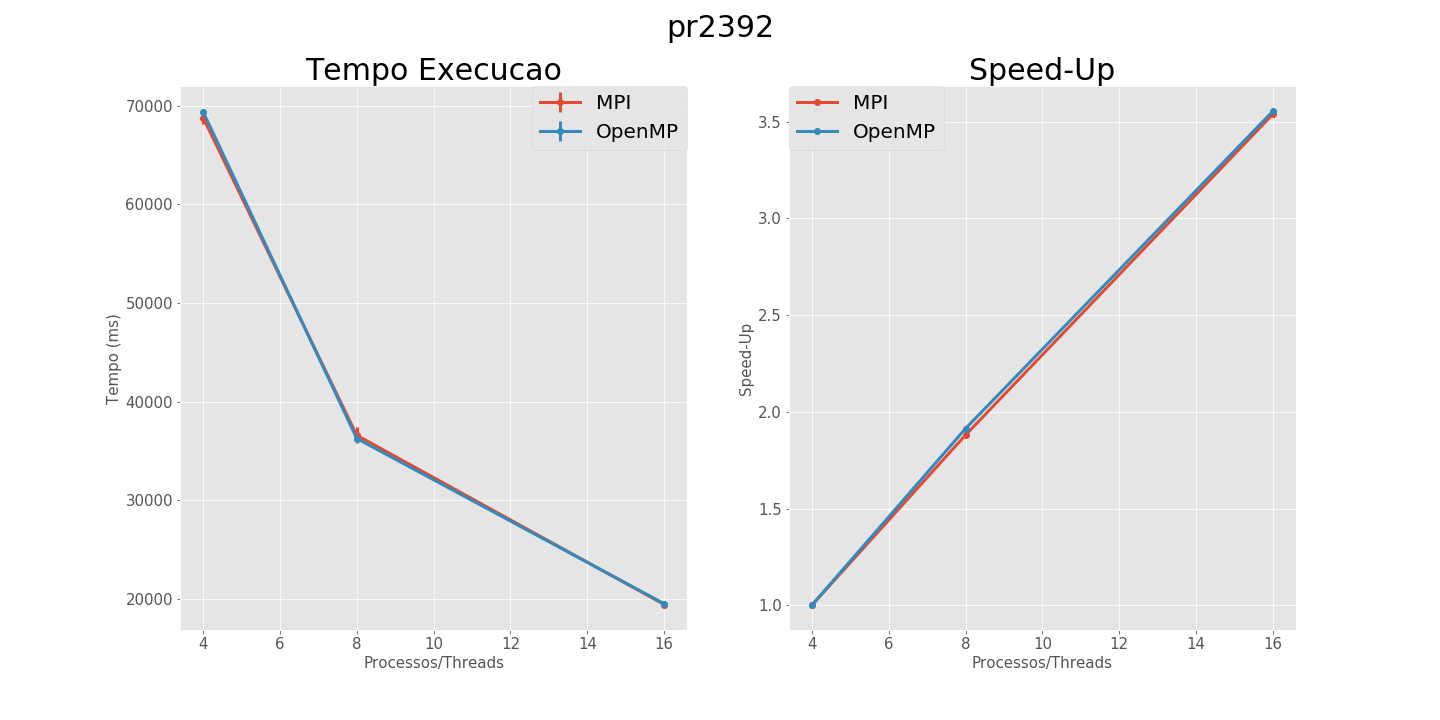 pr2392
Tempo Execucao
MPI
OpenMP
70000
60000
50000
40000
30000
20000
Tempo (ms)
4 6 8 10 12 14 16
Processos/Threads
Speed-Up
MPI
OpenMP
3.5
3.0
2.5
2.0
1.5
1.0
Speed-Up
4 6 8 10 12 14 16
Processos/Threads